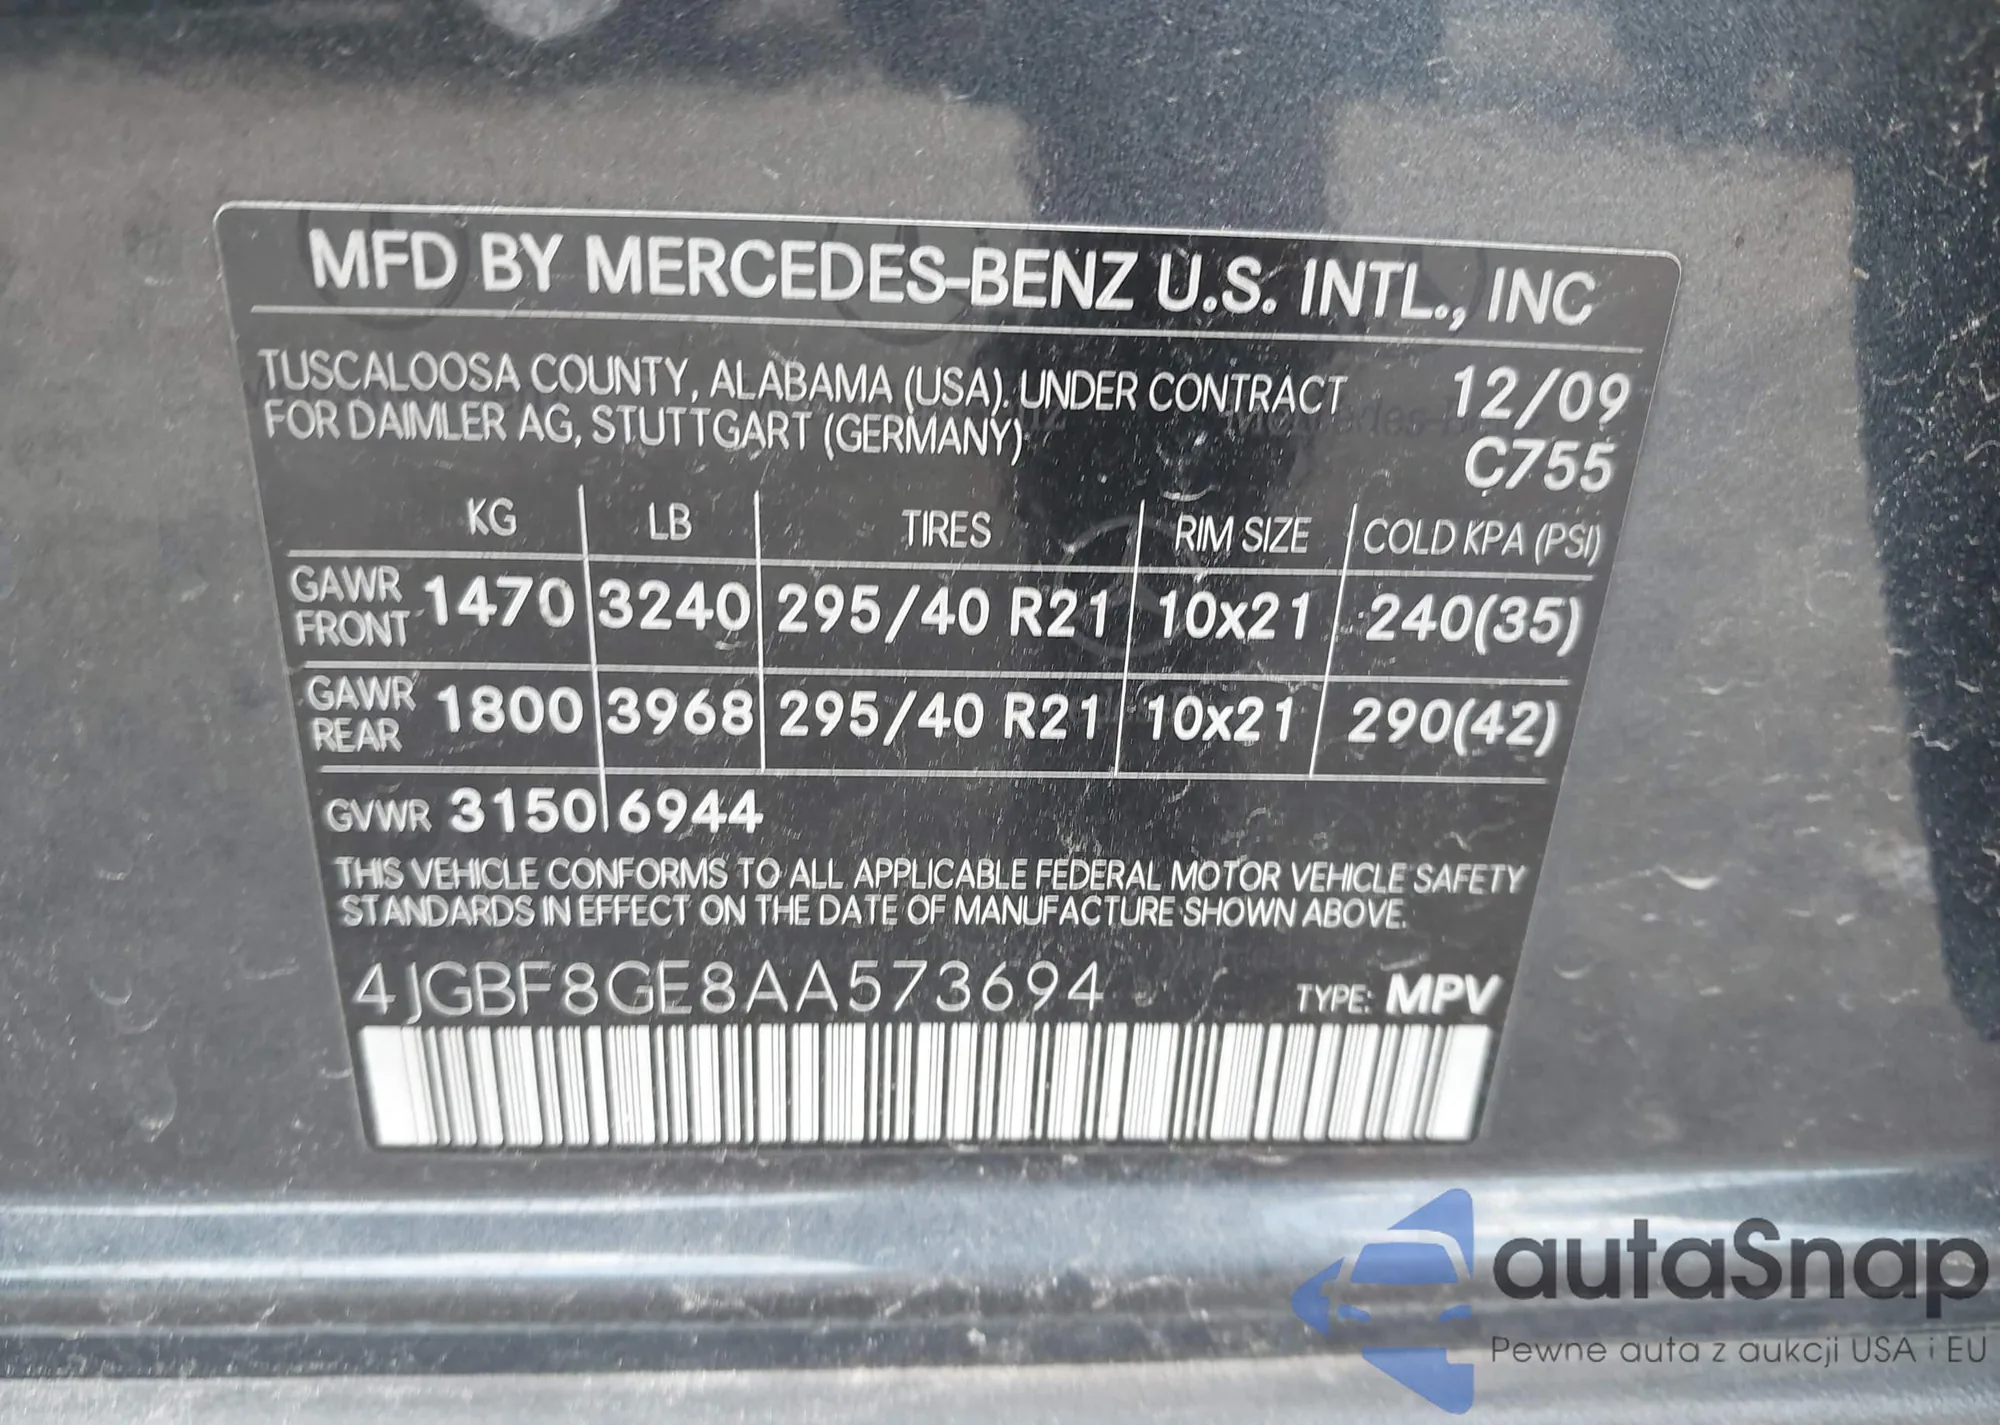 MFD BY MERCEDES-BENZ U.S. INTL., INC
TUSCALOOSA COUNTY, ALABAMA (USA). UNDER CONTRACT 12/09
FOR DAIMLER AG, STUTTGART (GERMANY) C755
KG LB TIRES RIM SIZE COLD KPA (PSI)
GAWR FRONT 1470 3240 295/40 R21 10x21 240(35)
GAWR REAR 1800 3968 295/40 R21 10x21 290(42)
GVWR 3150 6944
THIS VEHICLE CONFORMS TO ALL APPLICABLE FEDERAL MOTOR VEHICLE SAFETY
STANDARDS IN EFFECT ON THE DATE OF MANUFACTURE SHOWN ABOVE.
4JGBF8GE8AA573694 TYPE: MPV
autaSnap
Pewne auta z aukcji USA i EU